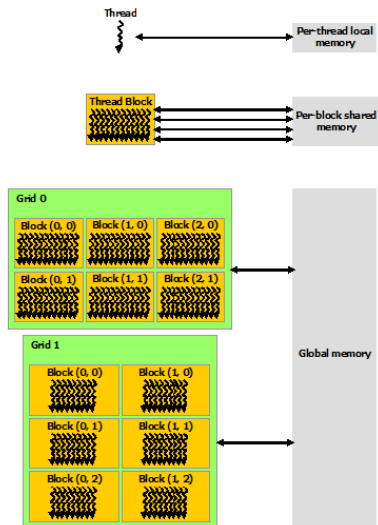 Thread
Per-thread local
memory
Thread Block
Per-block shared
memory
Grid 0
Block (0, 0)
Block (1, 0)
Block (2, 0)
Block (0, 1)
Block (1, 1)
Block (2, 1)
Global memory
Grid 1
Block (0, 0)
Block (1, 0)
Block (0, 1)
Block (1, 1)
Block (0, 2)
Block (1, 2)